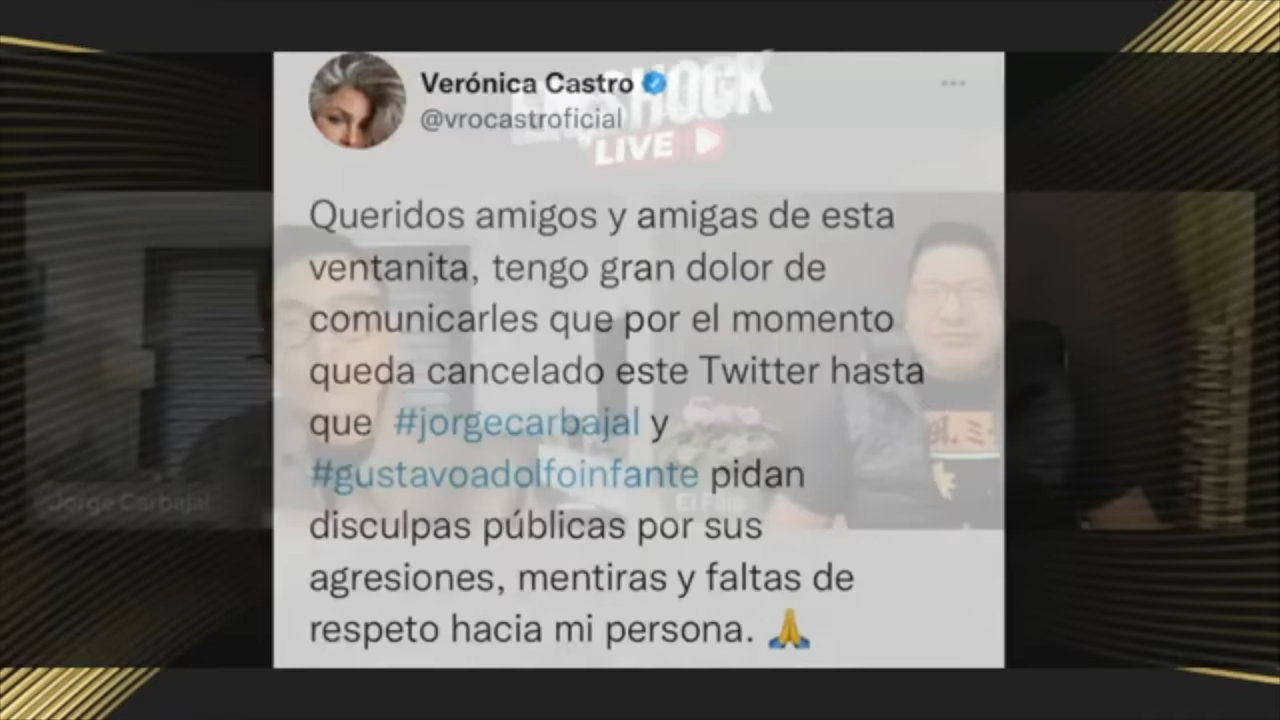 Verónica Castro
@vrocastroficial
EN SHOCK
LIVE
Queridos amigos y amigas de esta
ventanita, tengo gran dolor de
comunicarles que por el momento
queda cancelado este Twitter hasta
que #jorgecarbajal y
#gustavoadolfoinfante pidan
disculpas públicas por sus
agresiones, mentiras y faltas de
respeto hacia mi persona. 🙏
Jorge Carbajal